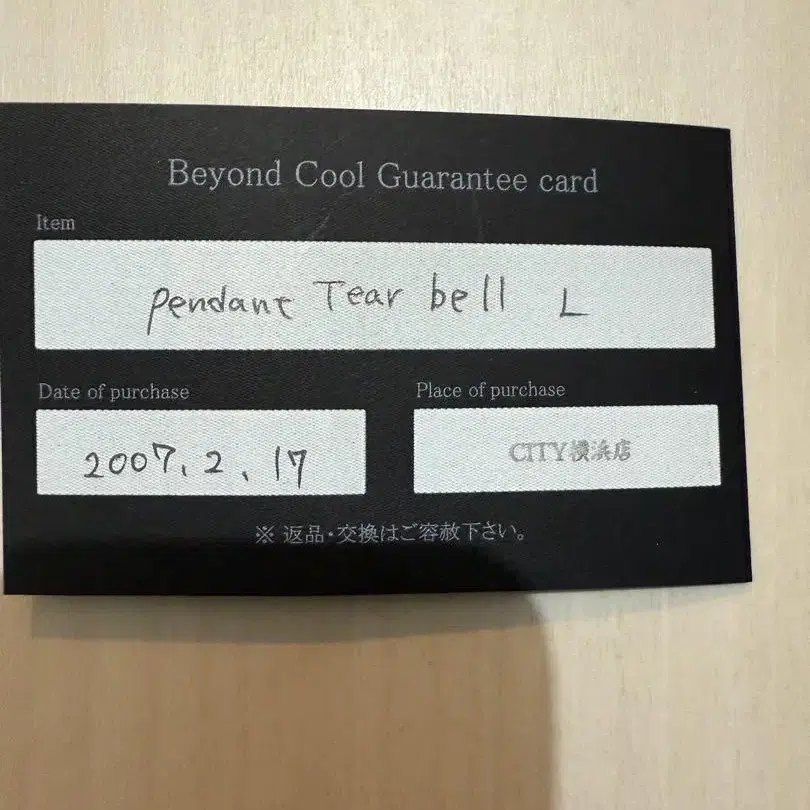 Beyond Cool Guarantee card
Item
Pendant Tear bell L
Date of purchase
Place of purchase
2007.2.17
CITY横浜店
※ 返品・交換はご容赦下さい。